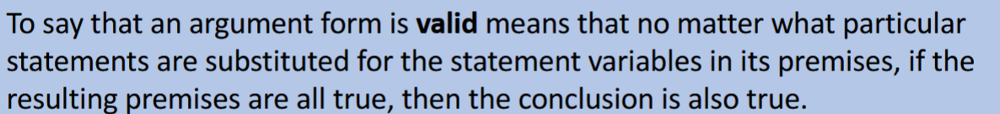 To say that an argument form is valid means that no matter what particular
statements are substituted for the statement variables in its premises, if the
resulting premises are all true, then the conclusion is also true.